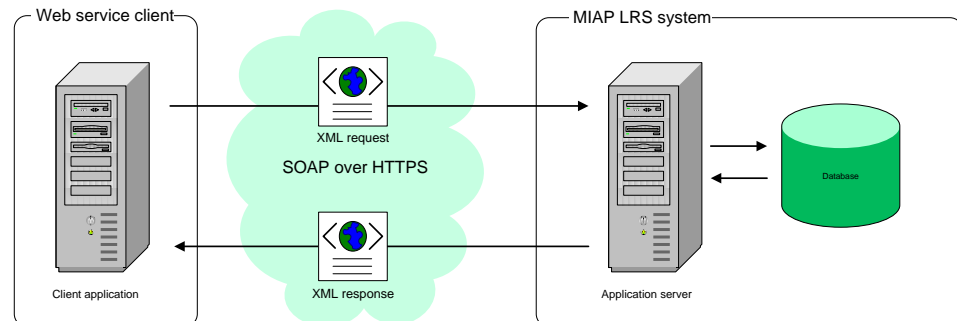 Web service client
MIAP LRS system
XML request
SOAP over HTTPS
Database
XML response
Client application
Application server